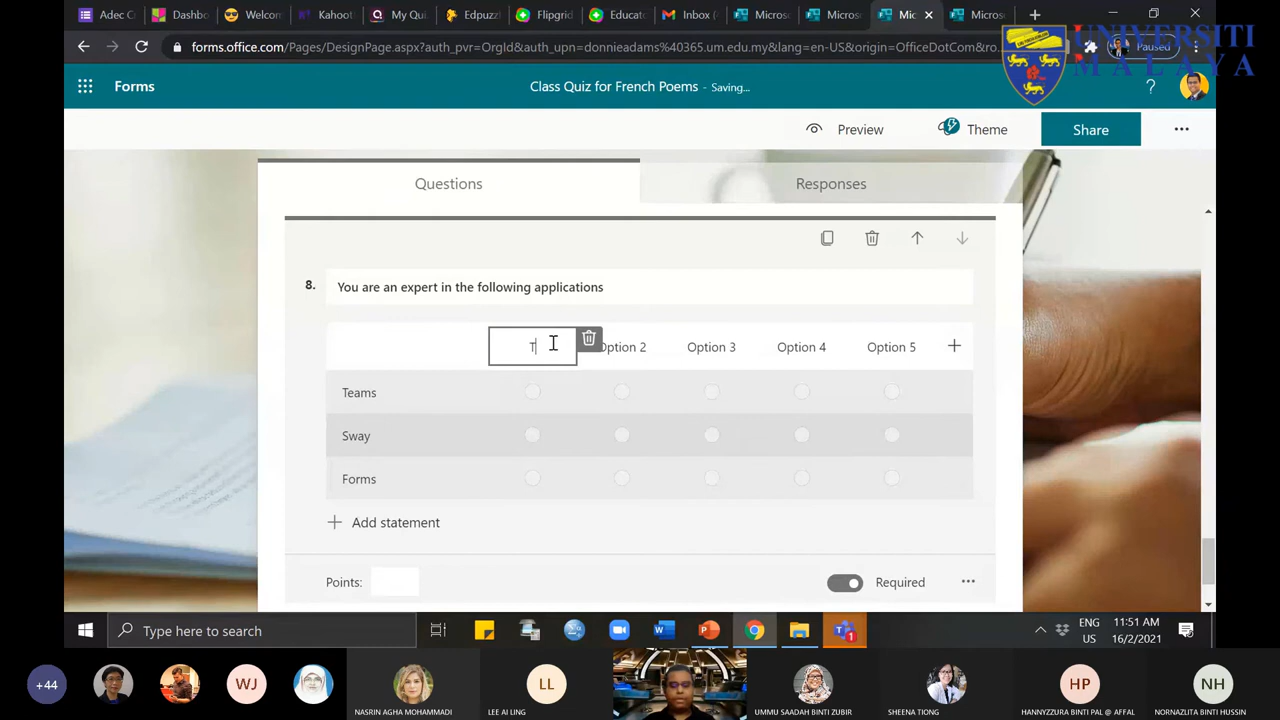 Adec C
Dashbo
Welcom
Kahoot
My Qui
Edpuzz
Flipgrid
Educat
Inbox (
Micros
Micros
Mic
Micros
forms.office.com/Pages/DesignPage.aspx?auth_pvr=OrgId&auth_upn=donnieadams%40365.um.edu.my&lang=en-US&origin=OfficeDotCom&ro
Paused
UNIVERSITI
MALAYA
Forms
Class Quiz for French Poems - Saving...
?
Preview
Theme
Share
Questions
Responses
8. You are an expert in the following applications
T
Option 2
Option 3
Option 4
Option 5
Teams
Sway
Forms
Add statement
Points:
Required
Type here to search
ENG
US
11:51 AM
16/2/2021
+44
WJ
NASRIN AGHA MOHAMMADI
LL
LEE AI LING
UMMU SAADAH BINTI ZUBIR
SHEENA TIONG
HP
HANNYZZURA BINTI PAL @ AFFAL
NH
NORNAZLITA BINTI HUSSIN